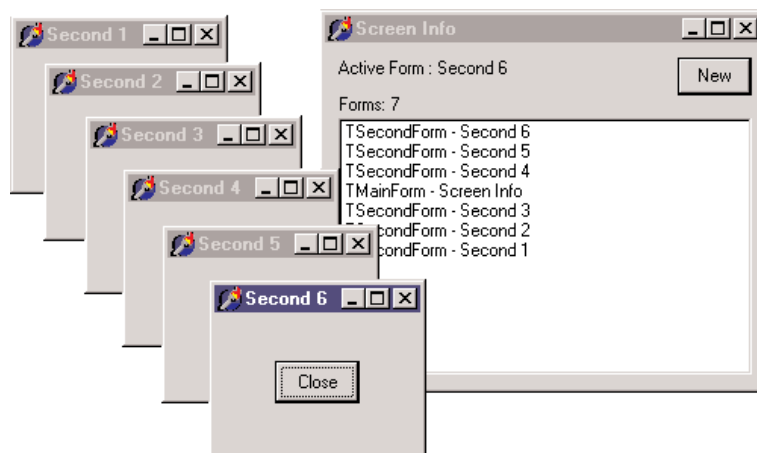 Second 1
Second 2
Second 3
Second 4
Second 5
Second 6
Close
Screen Info
Active Form : Second 6
New
Forms: 7
TSecondForm - Second 6
TSecondForm - Second 5
TSecondForm - Second 4
TMainForm - Screen Info
TSecondForm - Second 3
TSecondForm - Second 2
condForm - Second 1